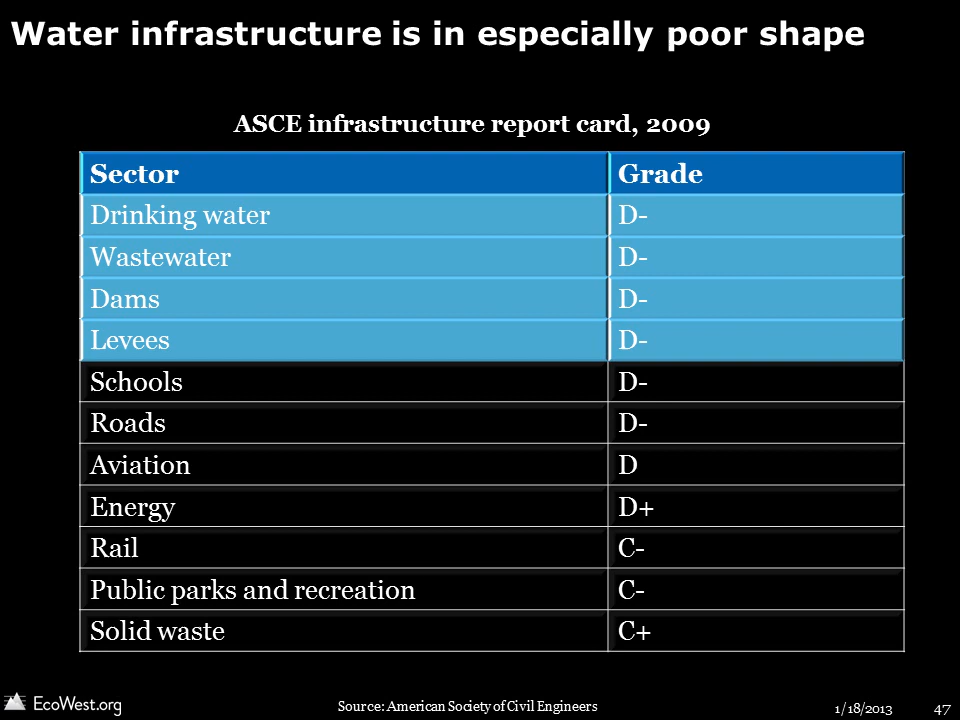 Water infrastructure is in especially poor shape
ASCE infrastructure report card, 2009
Sector Grade
Drinking water D-
Wastewater D-
Dams D-
Levees D-
Schools D-
Roads D-
Aviation D
Energy D+
Rail C-
Public parks and recreation C-
Solid waste C+
EcoWest.org Source: American Society of Civil Engineers 1/18/2013 47